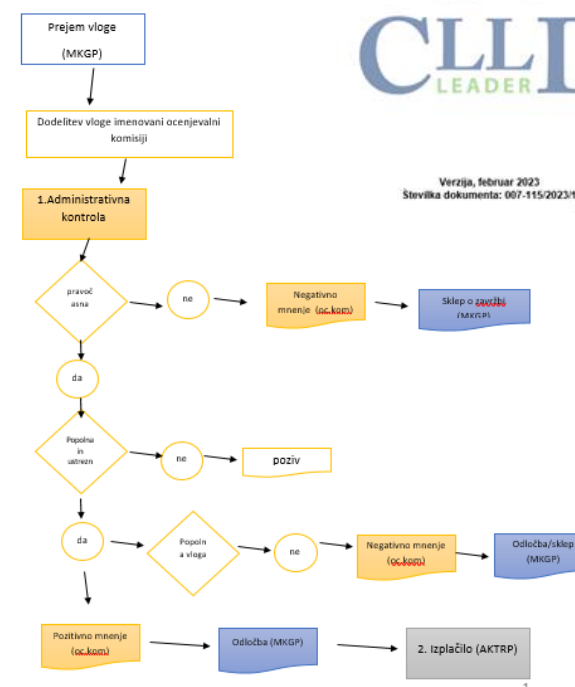 Prejem vloge
(MKGP)
CLL
LEADER
Dodelitev vloge imenovani ocenjevalni
komisiji
Verzija, februar 2023
Številka dokumenta: 007-115/2023/1
1.Administrativna
kontrola
pravoč
asna
ne
Negativno
mnenje (oc.kom)
Sklep o zavržbi
(MKGP)
da
Popolna
in
ustrezn
ne
poziv
da
Popoln
a vloga
ne
Negativno mnenje
(oc.kom)
Odločba/sklep
(MKGP)
Pozitivno mnenje
(oc.kom)
Odločba (MKGP)
2. Izplačilo (AKTRP)